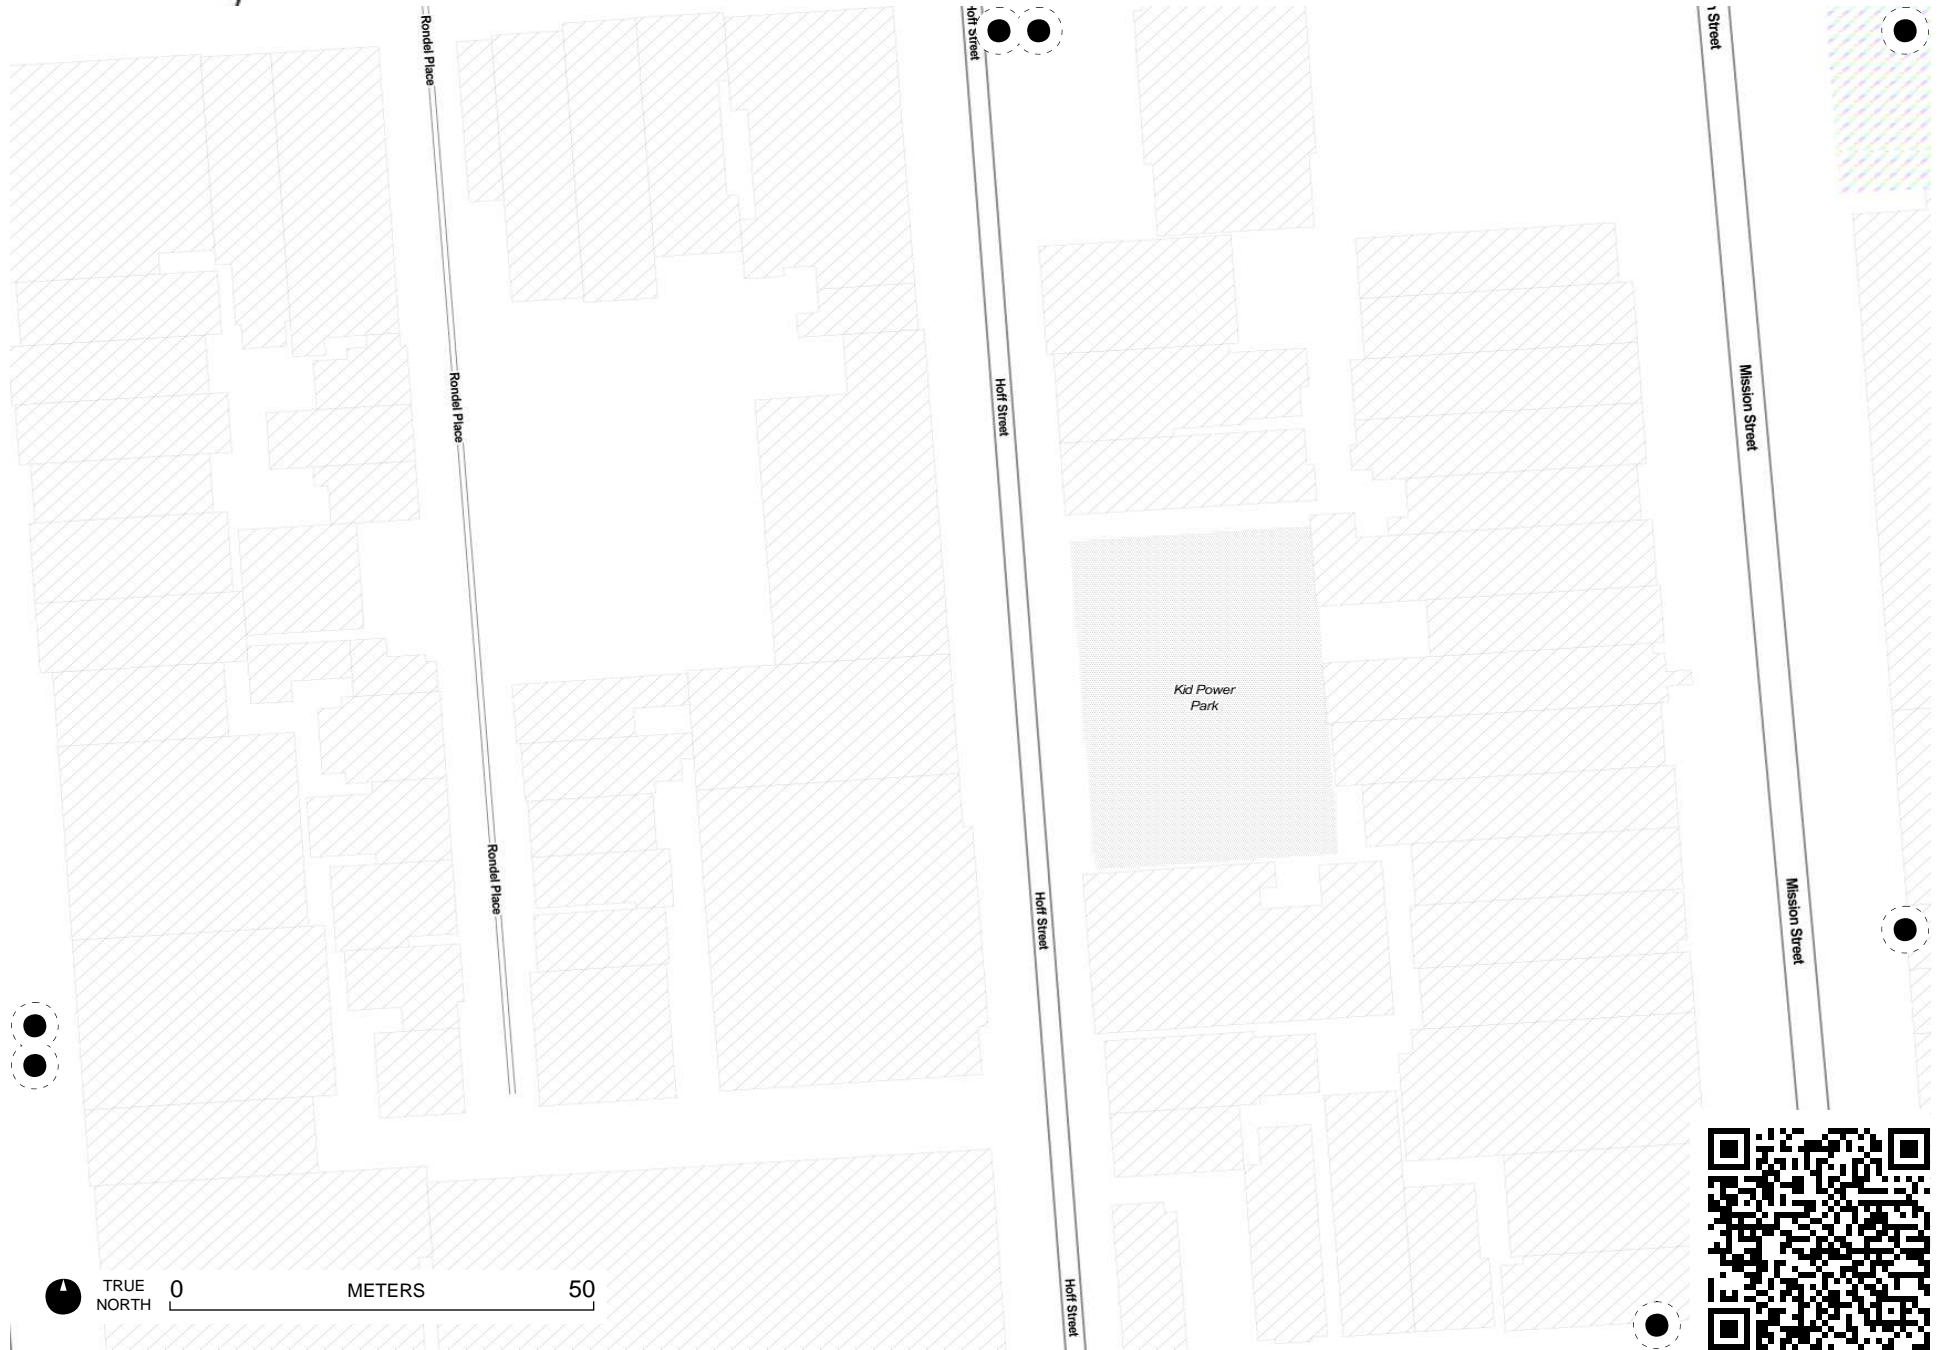 Rondel Place
Hoff Street
Street
Rondel Place
Hoff Street
Mission Street
Kid Power
Park
Rondel Place
Hoff Street
Mission Street
TRUE
NORTH
0
METERS
50
Hoff Street